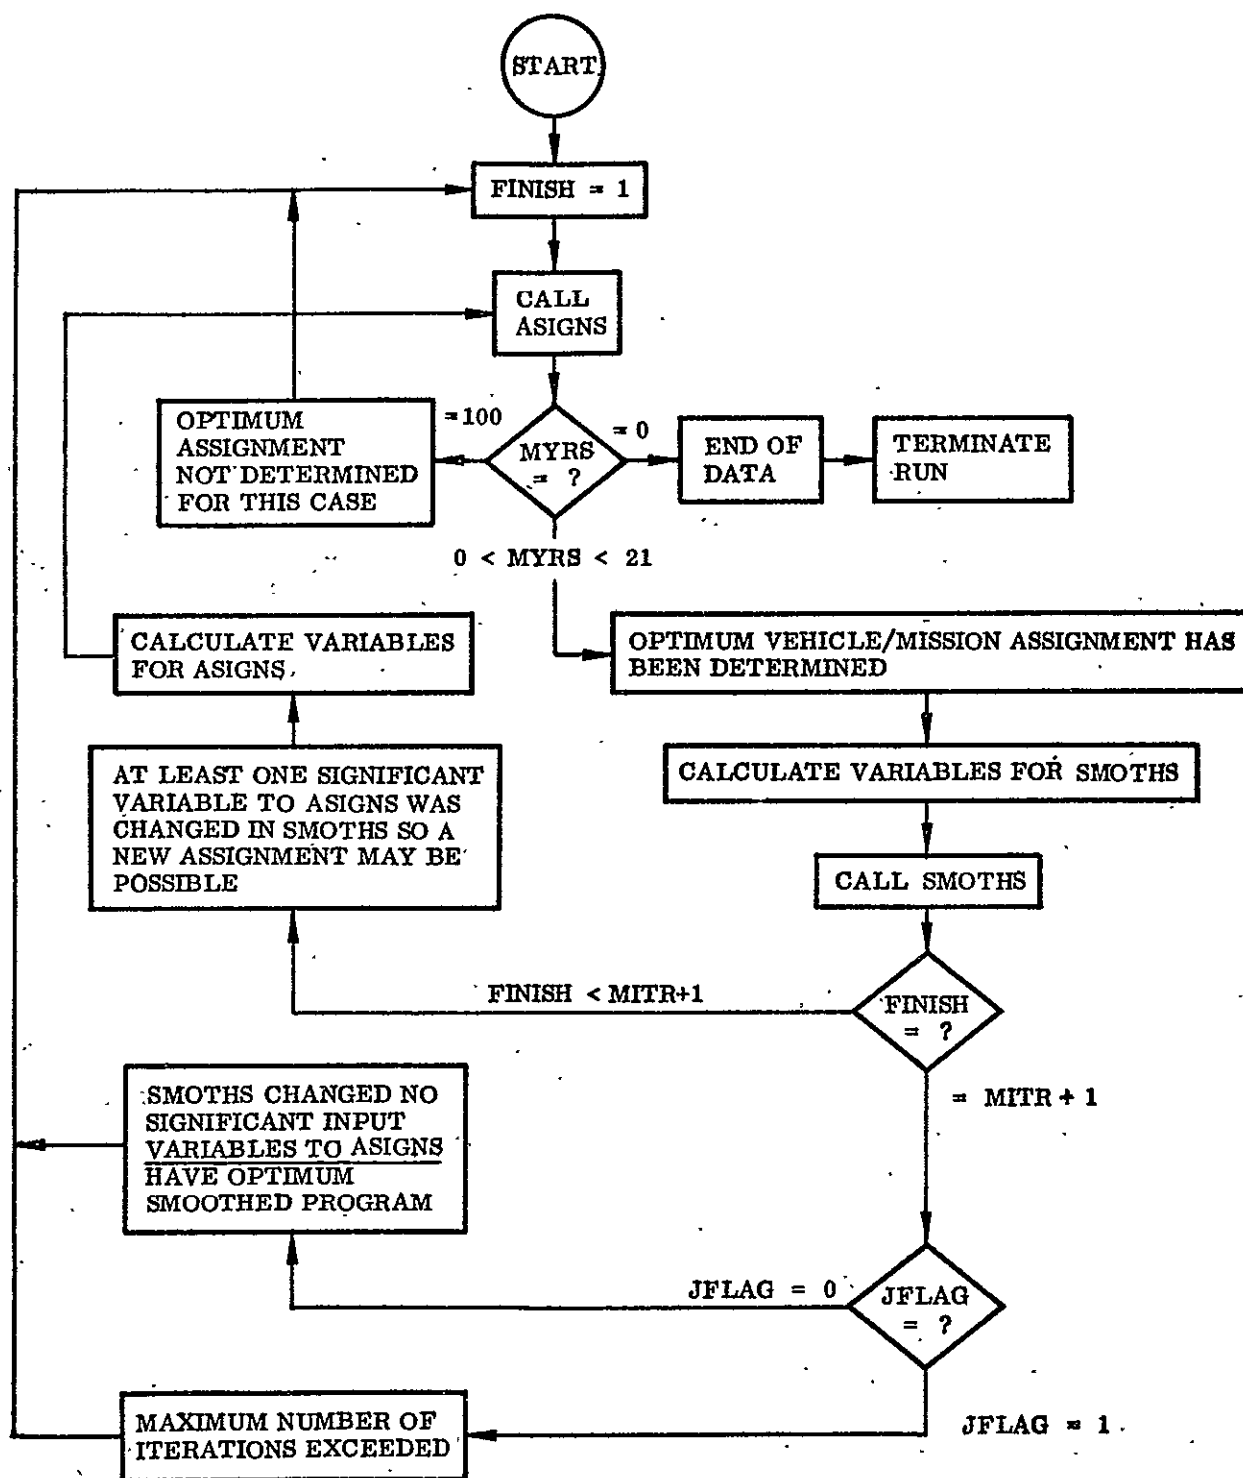 START
FINISH = 1
CALL
ASIGNS
OPTIMUM
ASSIGNMENT
NOT DETERMINED
FOR THIS CASE
=100
MYRS
= ?
= 0
END OF
DATA
TERMINATE
RUN
0 < MYRS < 21
CALCULATE VARIABLES
FOR ASIGNS
OPTIMUM VEHICLE/MISSION ASSIGNMENT HAS
BEEN DETERMINED
AT LEAST ONE SIGNIFICANT
VARIABLE TO ASIGNS WAS
CHANGED IN SMOTHS SO A
NEW ASSIGNMENT MAY BE
POSSIBLE
CALCULATE VARIABLES FOR SMOTHS
CALL SMOTHS
FINISH < MITR+1
FINISH
= ?
= MITR + 1
SMOTHS CHANGED NO
SIGNIFICANT INPUT
VARIABLES TO ASIGNS
HAVE OPTIMUM
SMOOTHED PROGRAM
JFLAG = 0
JFLAG
= ?
MAXIMUM NUMBER OF
ITERATIONS EXCEEDED
JFLAG = 1